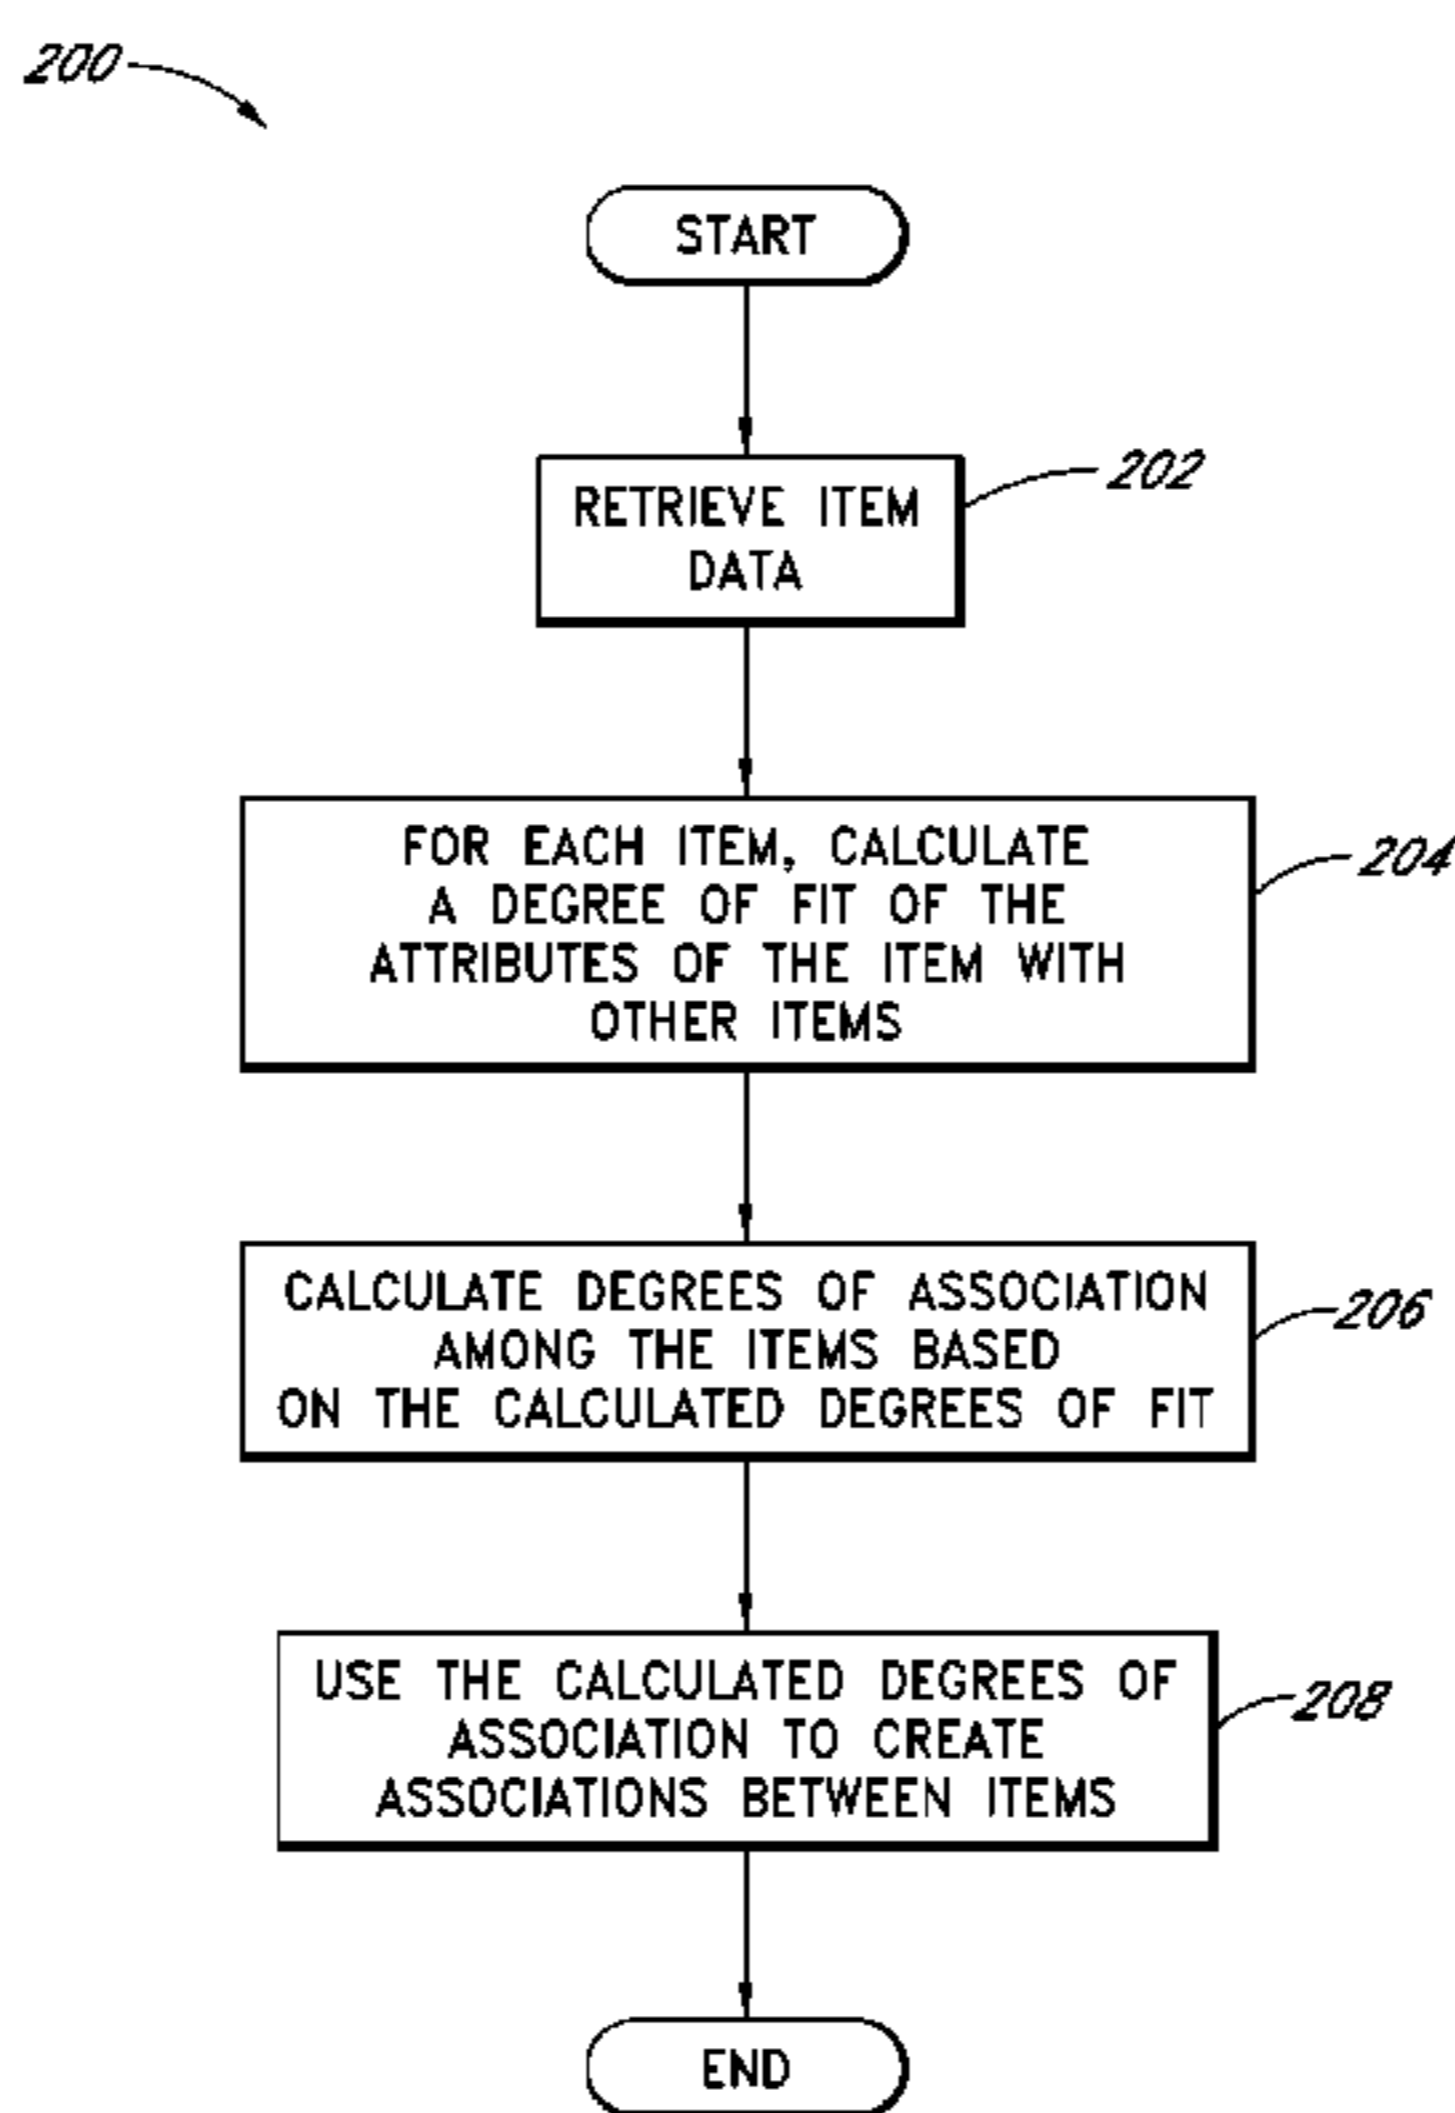 200
START
RETRIEVE ITEM
DATA
202
FOR EACH ITEM, CALCULATE
A DEGREE OF FIT OF THE
ATTRIBUTES OF THE ITEM WITH
OTHER ITEMS
204
CALCULATE DEGREES OF ASSOCIATION
AMONG THE ITEMS BASED
ON THE CALCULATED DEGREES OF FIT
206
USE THE CALCULATED DEGREES OF
ASSOCIATION TO CREATE
ASSOCIATIONS BETWEEN ITEMS
208
END